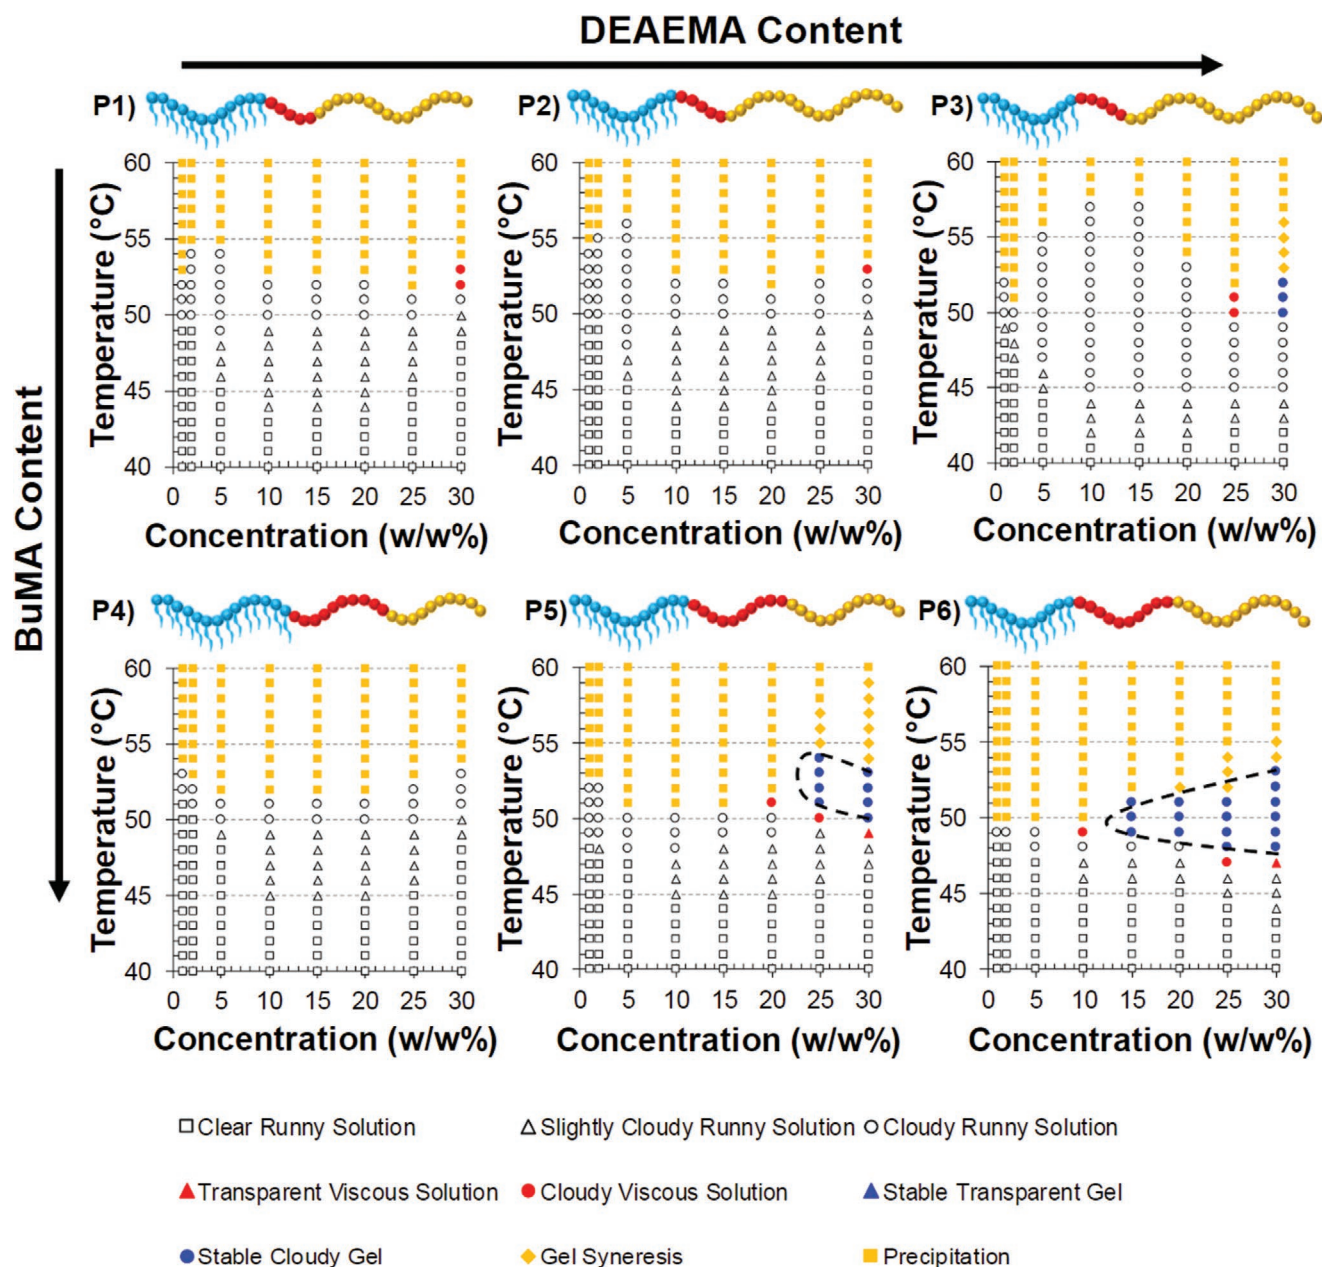 DEAEMA Content
BuMA Content
P1)
60
55
50
45
40
Temperature (°C)
0 5 10 15 20 25 30
Concentration (w/w%)
P2)
60
55
50
45
40
Temperature (°C)
0 5 10 15 20 25 30
Concentration (w/w%)
P3)
60
55
50
45
40
Temperature (°C)
0 5 10 15 20 25 30
Concentration (w/w%)
P4)
60
55
50
45
40
Temperature (°C)
0 5 10 15 20 25 30
Concentration (w/w%)
P5)
60
55
50
45
40
Temperature (°C)
0 5 10 15 20 25 30
Concentration (w/w%)
P6)
60
55
50
45
40
Temperature (°C)
0 5 10 15 20 25 30
Concentration (w/w%)
Clear Runny Solution
Slightly Cloudy Runny Solution
Cloudy Runny Solution
Transparent Viscous Solution
Cloudy Viscous Solution
Stable Transparent Gel
Stable Cloudy Gel
Gel Syneresis
Precipitation